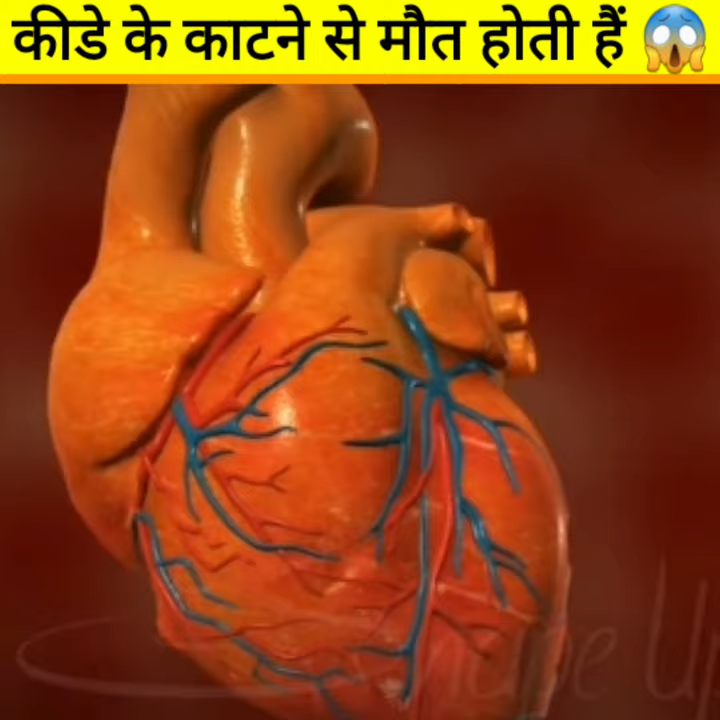 कीडे के काटने से मौत होती हैं 😱